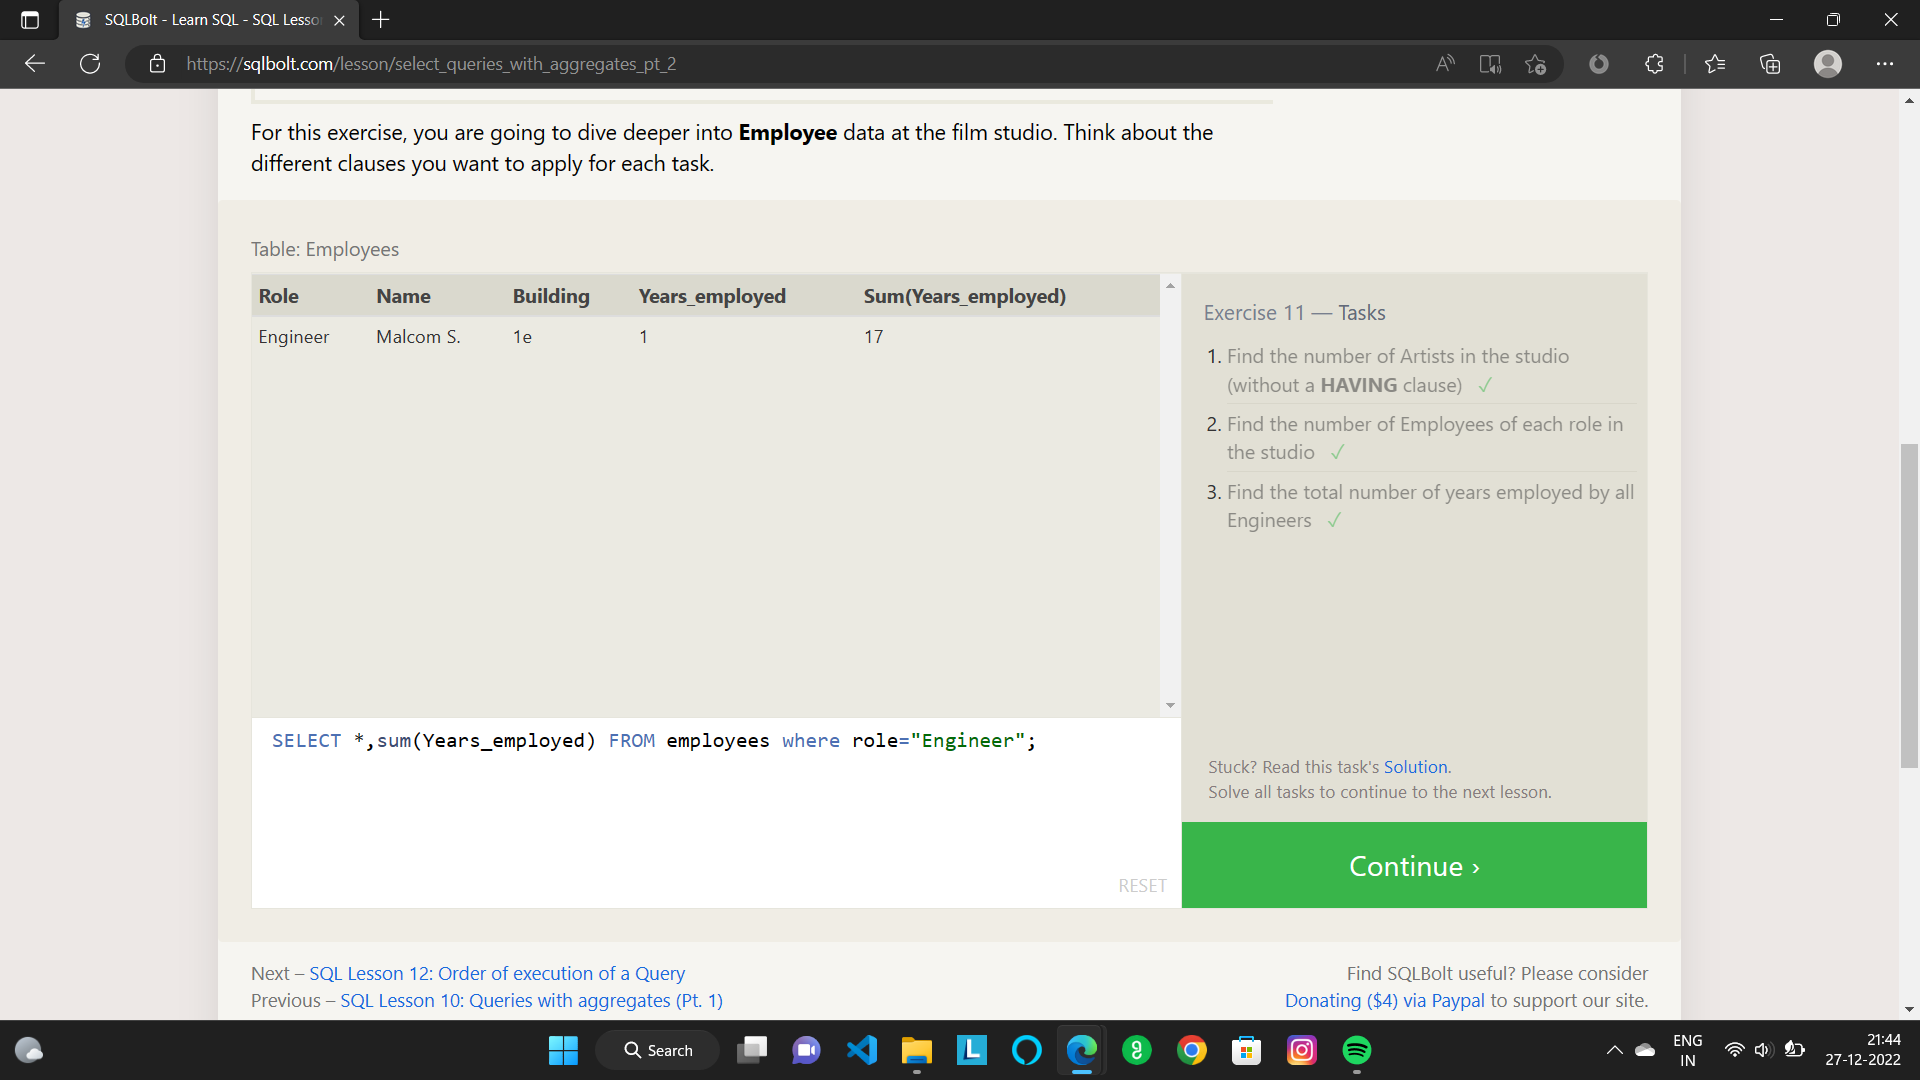 SQLBolt - Learn SQL - SQL Lesso
https://sqlbolt.com/lesson/select_queries_with_aggregates_pt_2
For this exercise, you are going to dive deeper into Employee data at the film studio. Think about the
different clauses you want to apply for each task.
Table: Employees
Role Name Building Years_employed Sum(Years_employed)
Engineer Malcom S. 1e 1 17
SELECT *,sum(Years_employed) FROM employees where role="Engineer";
RESET
Exercise 11 — Tasks
1. Find the number of Artists in the studio
(without a HAVING clause) ✓
2. Find the number of Employees of each role in
the studio ✓
3. Find the total number of years employed by all
Engineers ✓
Stuck? Read this task's Solution.
Solve all tasks to continue to the next lesson.
Continue ›
Next – SQL Lesson 12: Order of execution of a Query
Previous – SQL Lesson 10: Queries with aggregates (Pt. 1)
Find SQLBolt useful? Please consider
Donating ($4) via Paypal to support our site.
Search
ENG
IN
21:44
27-12-2022